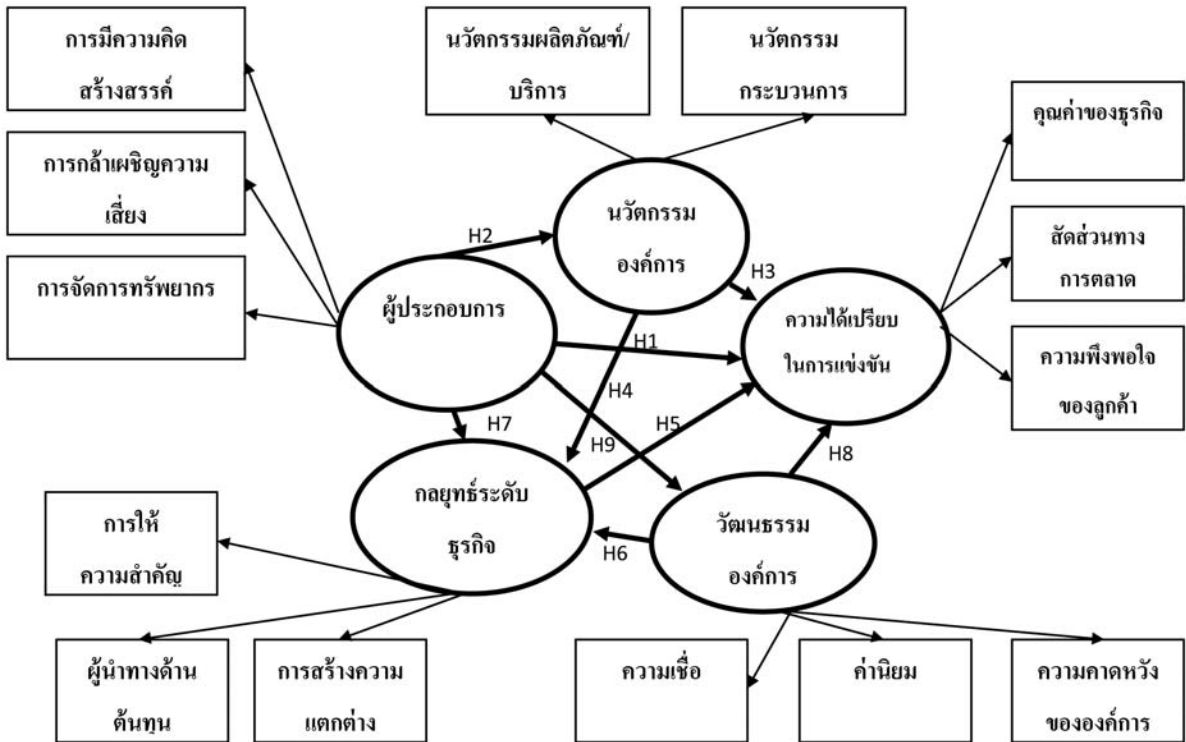 การมีความคิด
สร้างสรรค์
นวัตกรรมผลิตภัณฑ์/
บริการ
นวัตกรรม
กระบวนการ
คุณค่าของธุรกิจ
การกล้าเผชิญความ
เสี่ยง
นวัตกรรม
องค์การ
สัดส่วนทาง
การตลาด
การจัดการทรัพยากร
H2
H3
ผู้ประกอบการ
ความได้เปรียบ
ในการแข่งขัน
H1
ความพึงพอใจ
ของลูกค้า
H4
H7
H5
H9
H8
กลยุทธ์ระดับ
ธุรกิจ
H6
วัฒนธรรม
องค์การ
การให้
ความสำคัญ
ผู้นำทางด้าน
ต้นทุน
การสร้างความ
แตกต่าง
ความเชื่อ
ค่านิยม
ความคาดหวัง
ขององค์การ